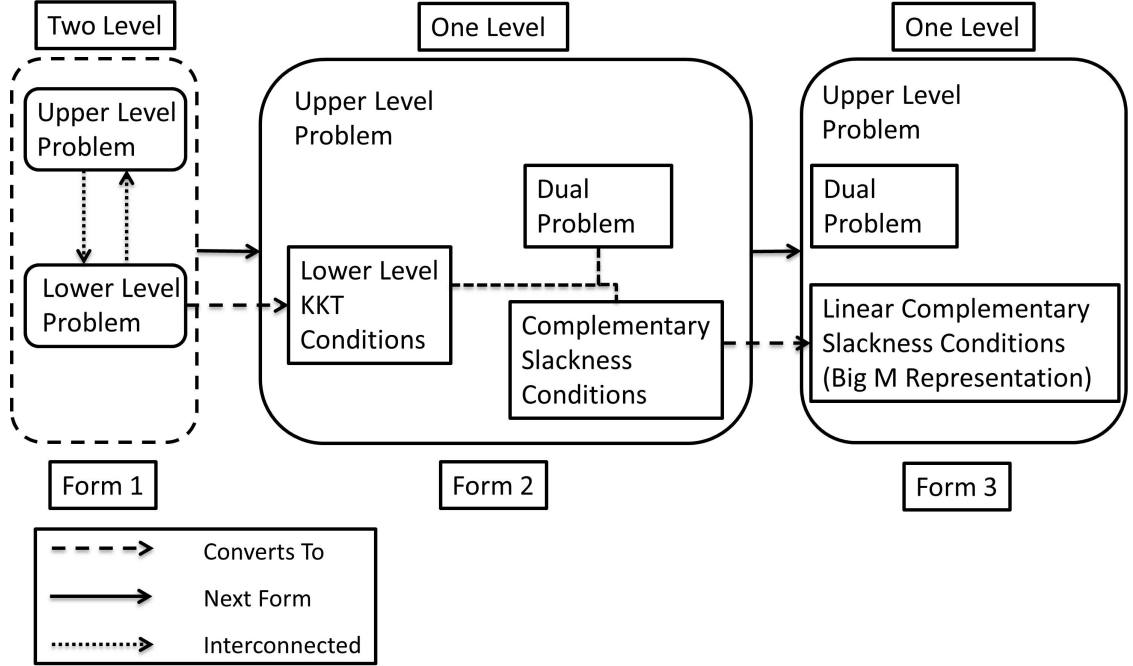 Two Level
One Level
One Level
Upper Level
Problem
Lower Level
Problem
Upper Level
Problem
Dual
Problem
Lower Level
KKT
Conditions
Complementary
Slackness
Conditions
Upper Level
Problem
Dual
Problem
Linear Complementary
Slackness Conditions
(Big M Representation)
Form 1
Form 2
Form 3
Converts To
Next Form
Interconnected